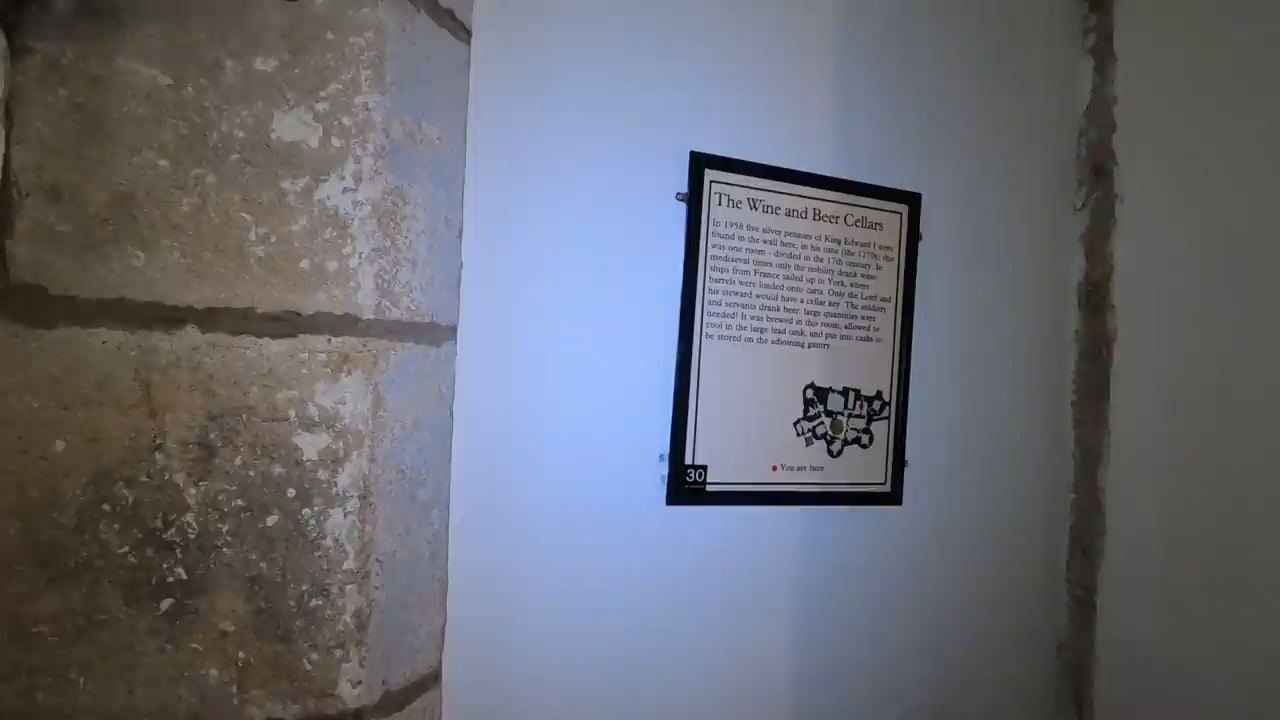 The Wine and Beer Cellars
In 1958 five silver pennies of King Edward I were
found in the wall here, in his time (the 1270s) this
was one room - divided in the 17th century. In
mediaeval times only the nobility drank wine:
ships from France sailed up to York, where
barrels were loaded onto carts. Only the Lord and
his steward would have a cellar key. The soldiers
and servants drank beer: large quantities were
needed! It was brewed in this room, allowed to
cool in the large lead tank, and put into casks to
be stored on the adjoining gantry.
You are here
30